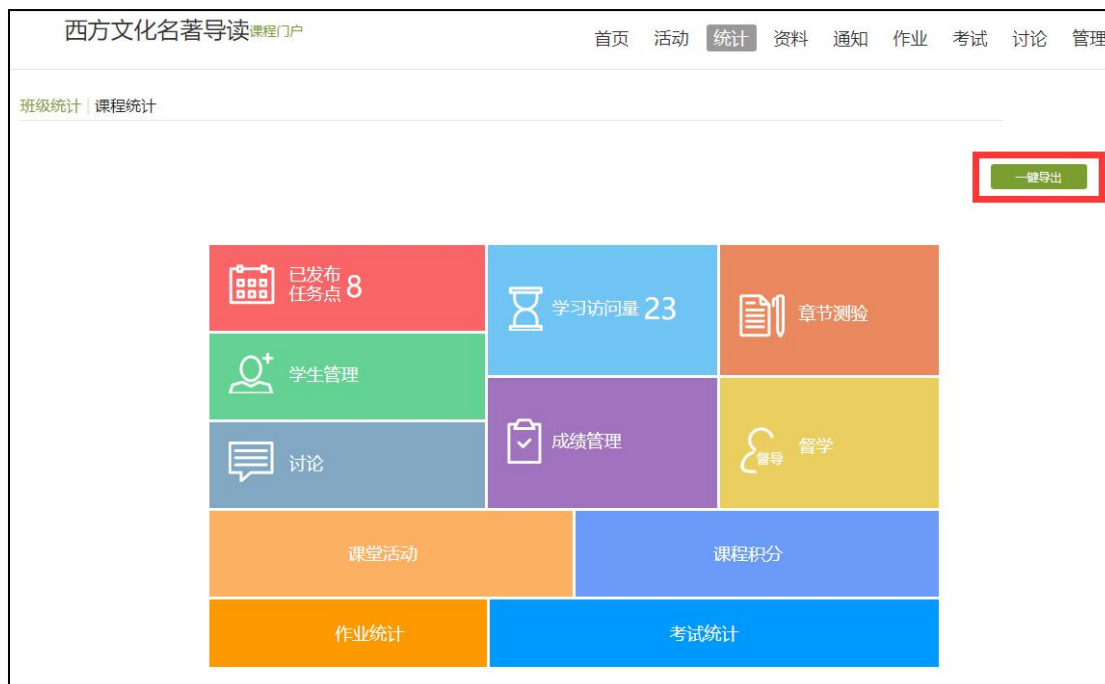 西方文化名著导读课程门户
首页 活动 统计 资料 通知 作业 考试 讨论 管理
班级统计 | 课程统计
一键导出
已发布
任务点 8
学习访问量 23
章节测验
学生管理
成绩管理
督导 督学
讨论
课堂活动
课程积分
作业统计
考试统计